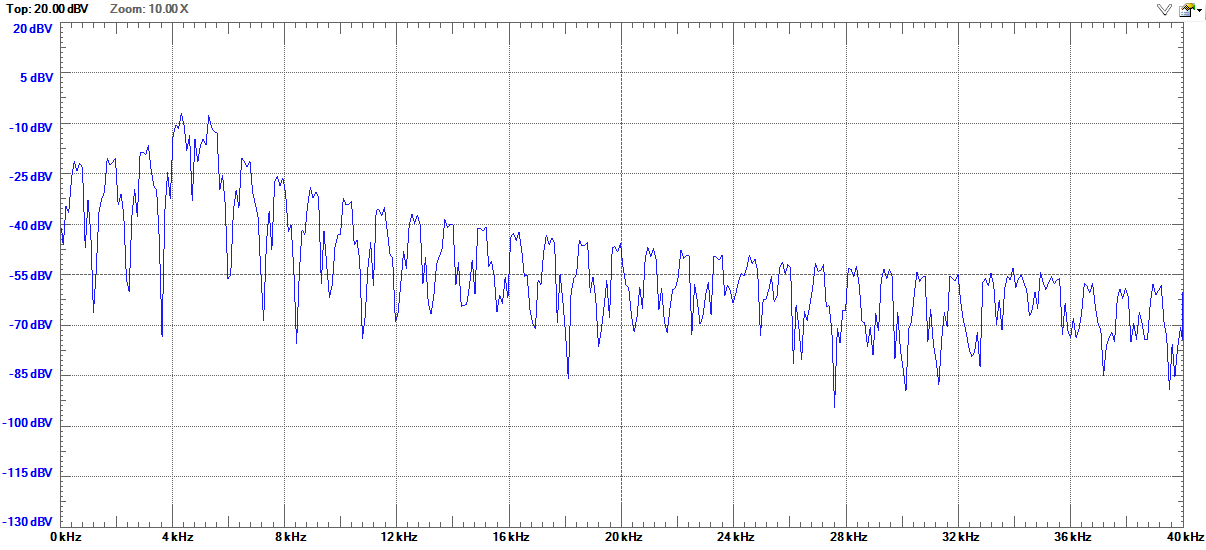 Top: 20.00 dBV Zoom: 10.00 X
20 dBV
5 dBV
-10 dBV
-25 dBV
-40 dBV
-55 dBV
-70 dBV
-85 dBV
-100 dBV
-115 dBV
-130 dBV
0 kHz 4 kHz 8 kHz 12 kHz 16 kHz 20 kHz 24 kHz 28 kHz 32 kHz 36 kHz 40 kHz